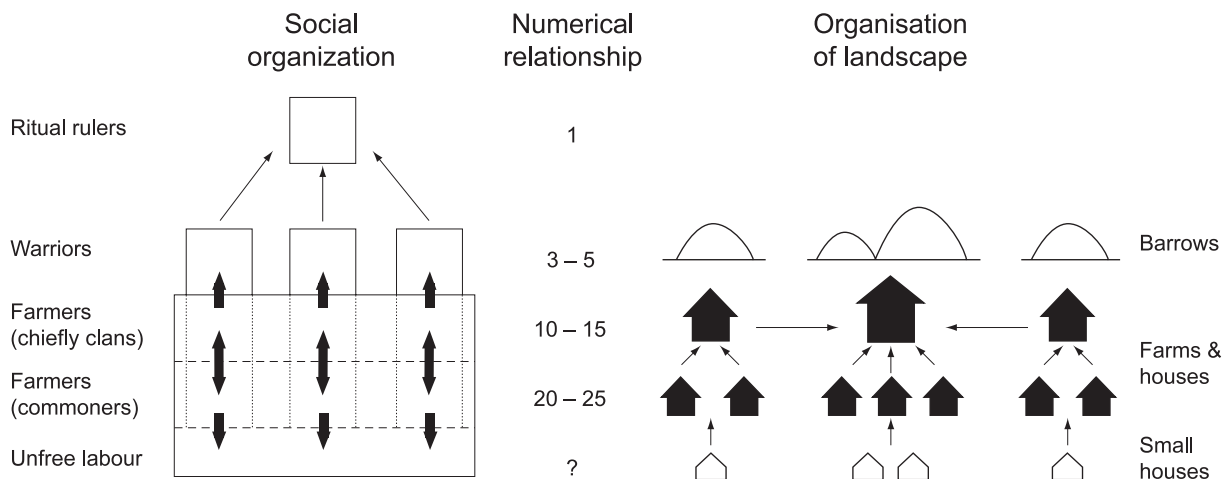 Social
organization
Numerical
relationship
Organisation
of landscape
Ritual rulers
1
Warriors
3 – 5
Barrows
Farmers
(chiefly clans)
10 – 15
Farms &
houses
Farmers
(commoners)
20 – 25
Unfree labour
?
Small
houses